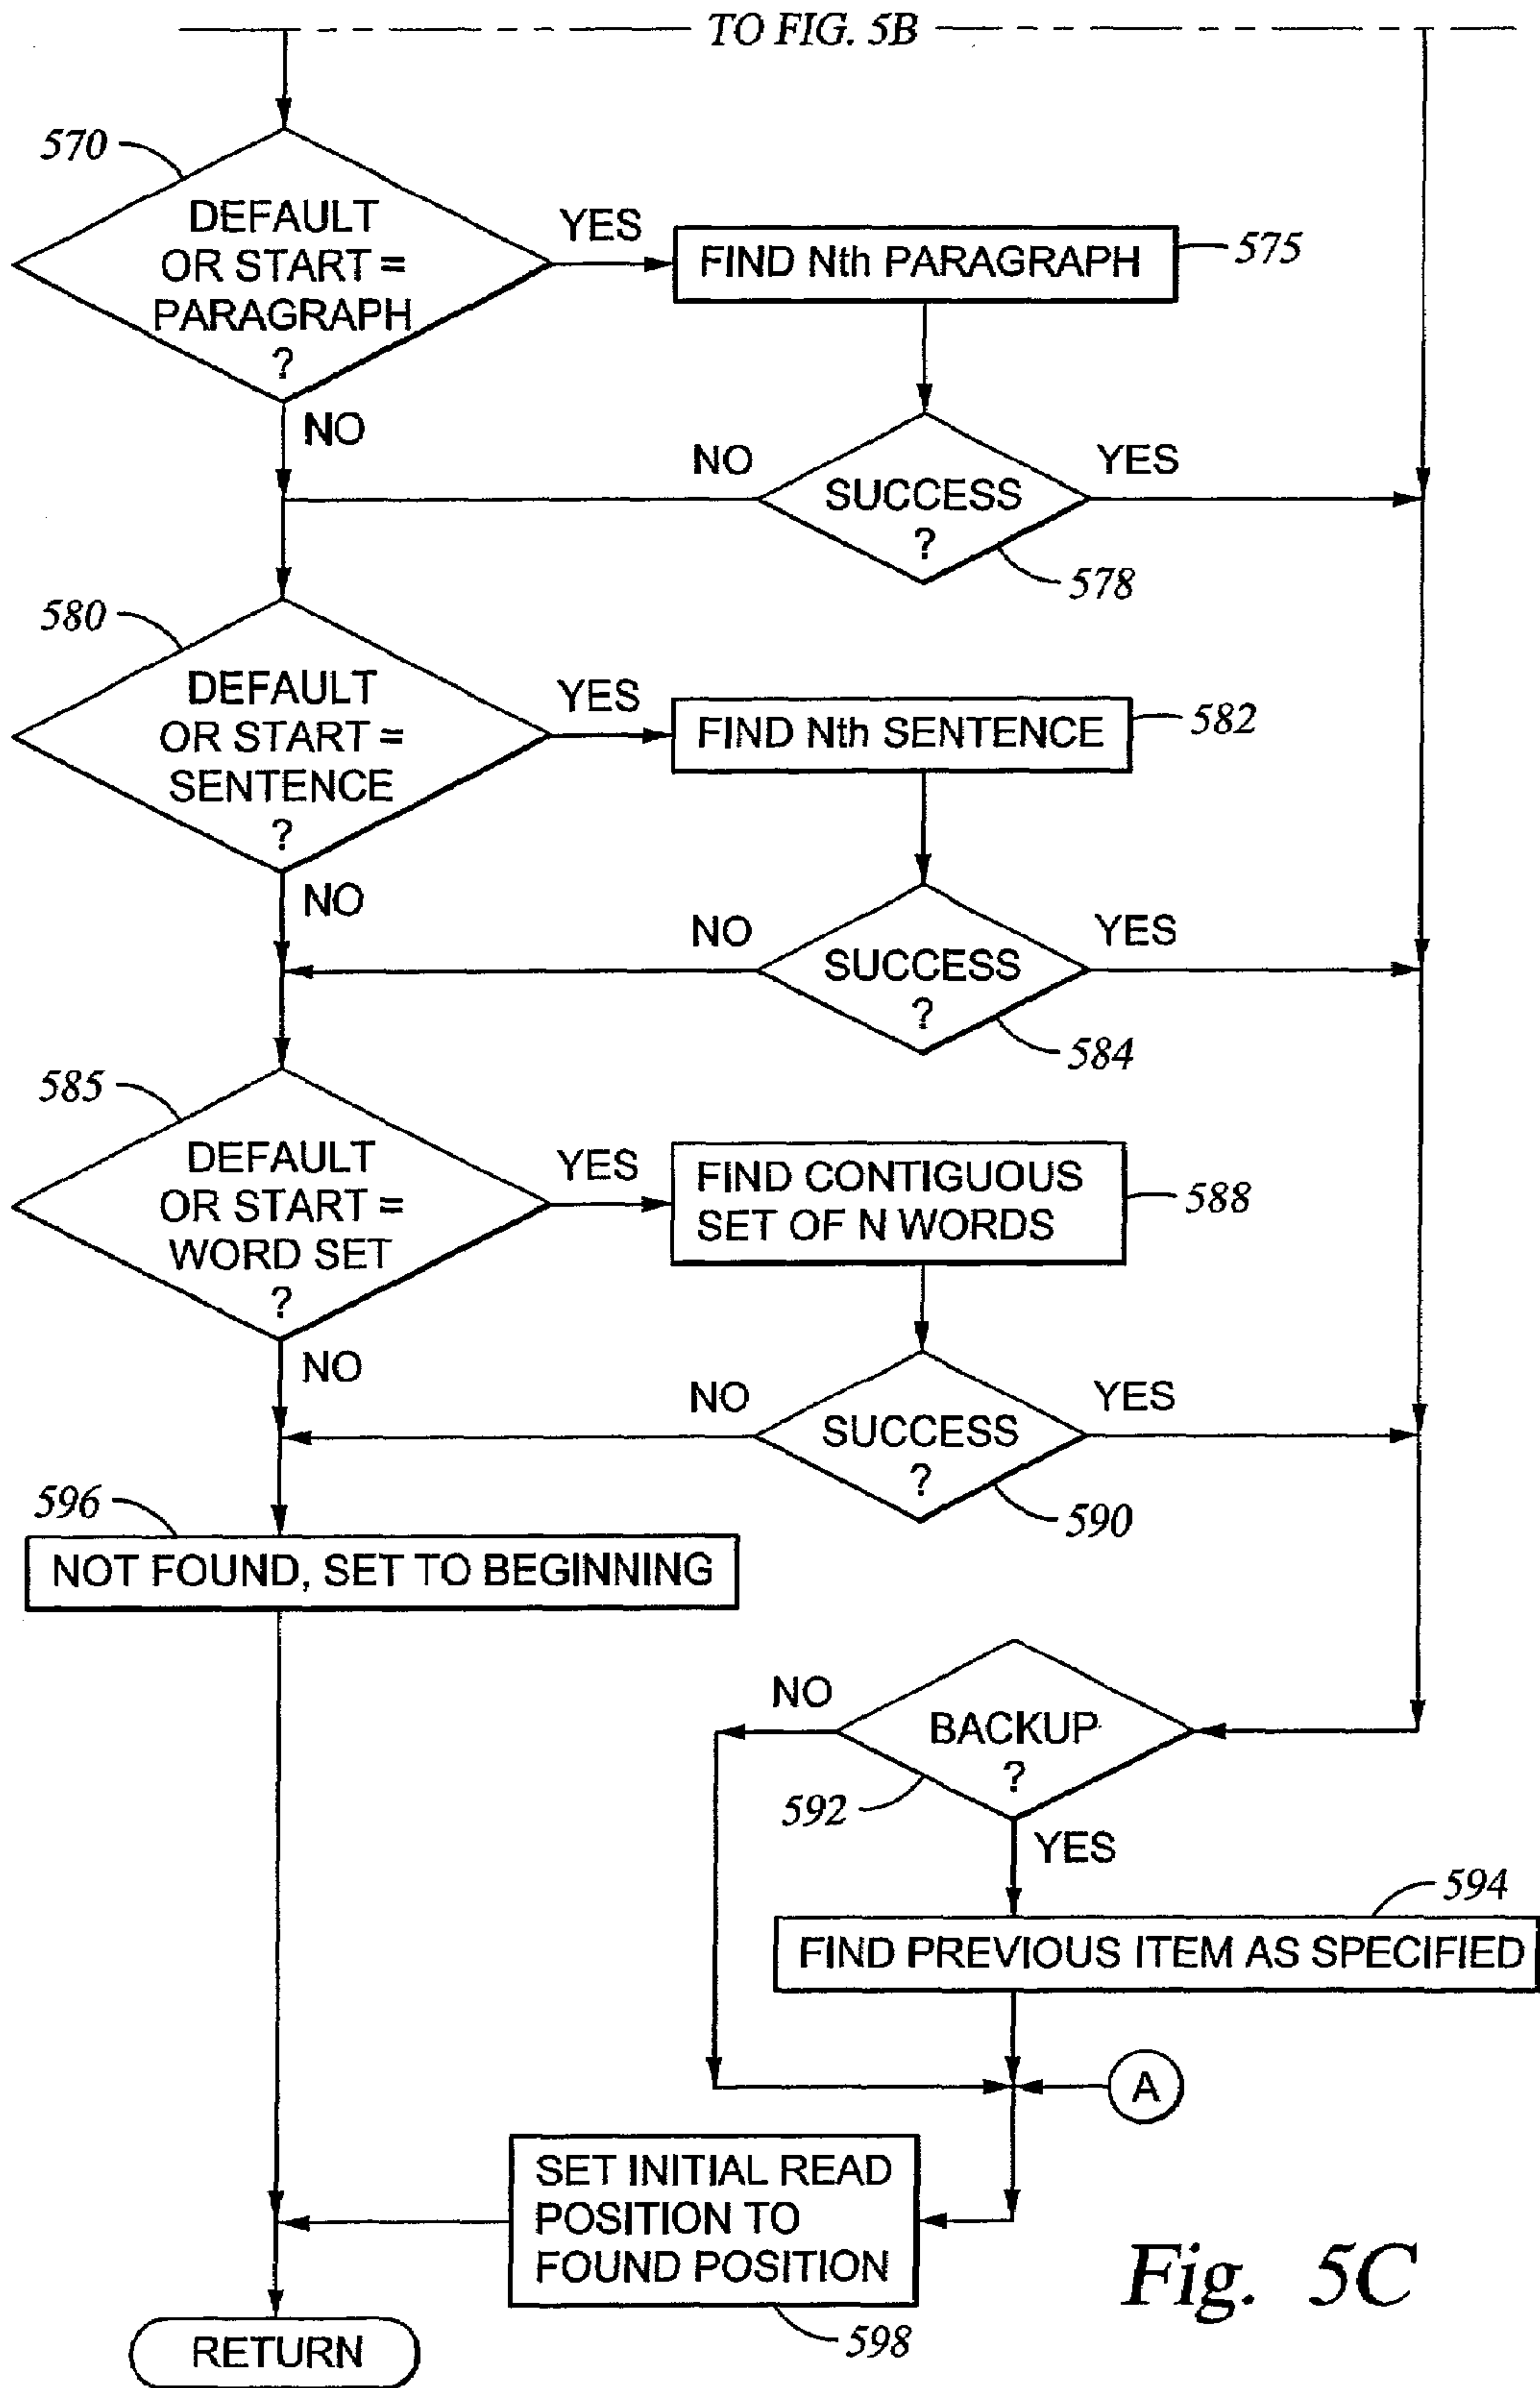 TO FIG. 5B
570
DEFAULT
OR START =
PARAGRAPH
?
YES
FIND Nth PARAGRAPH
575
NO
NO
SUCCESS
?
YES
578
580
DEFAULT
OR START =
SENTENCE
?
YES
FIND Nth SENTENCE
582
NO
NO
SUCCESS
?
YES
584
585
DEFAULT
OR START =
WORD SET
?
YES
FIND CONTIGUOUS
SET OF N WORDS
588
NO
NO
SUCCESS
?
YES
590
596
NOT FOUND, SET TO BEGINNING
NO
BACKUP
?
592
YES
594
FIND PREVIOUS ITEM AS SPECIFIED
A
SET INITIAL READ
POSITION TO
FOUND POSITION
598
RETURN
Fig. 5C